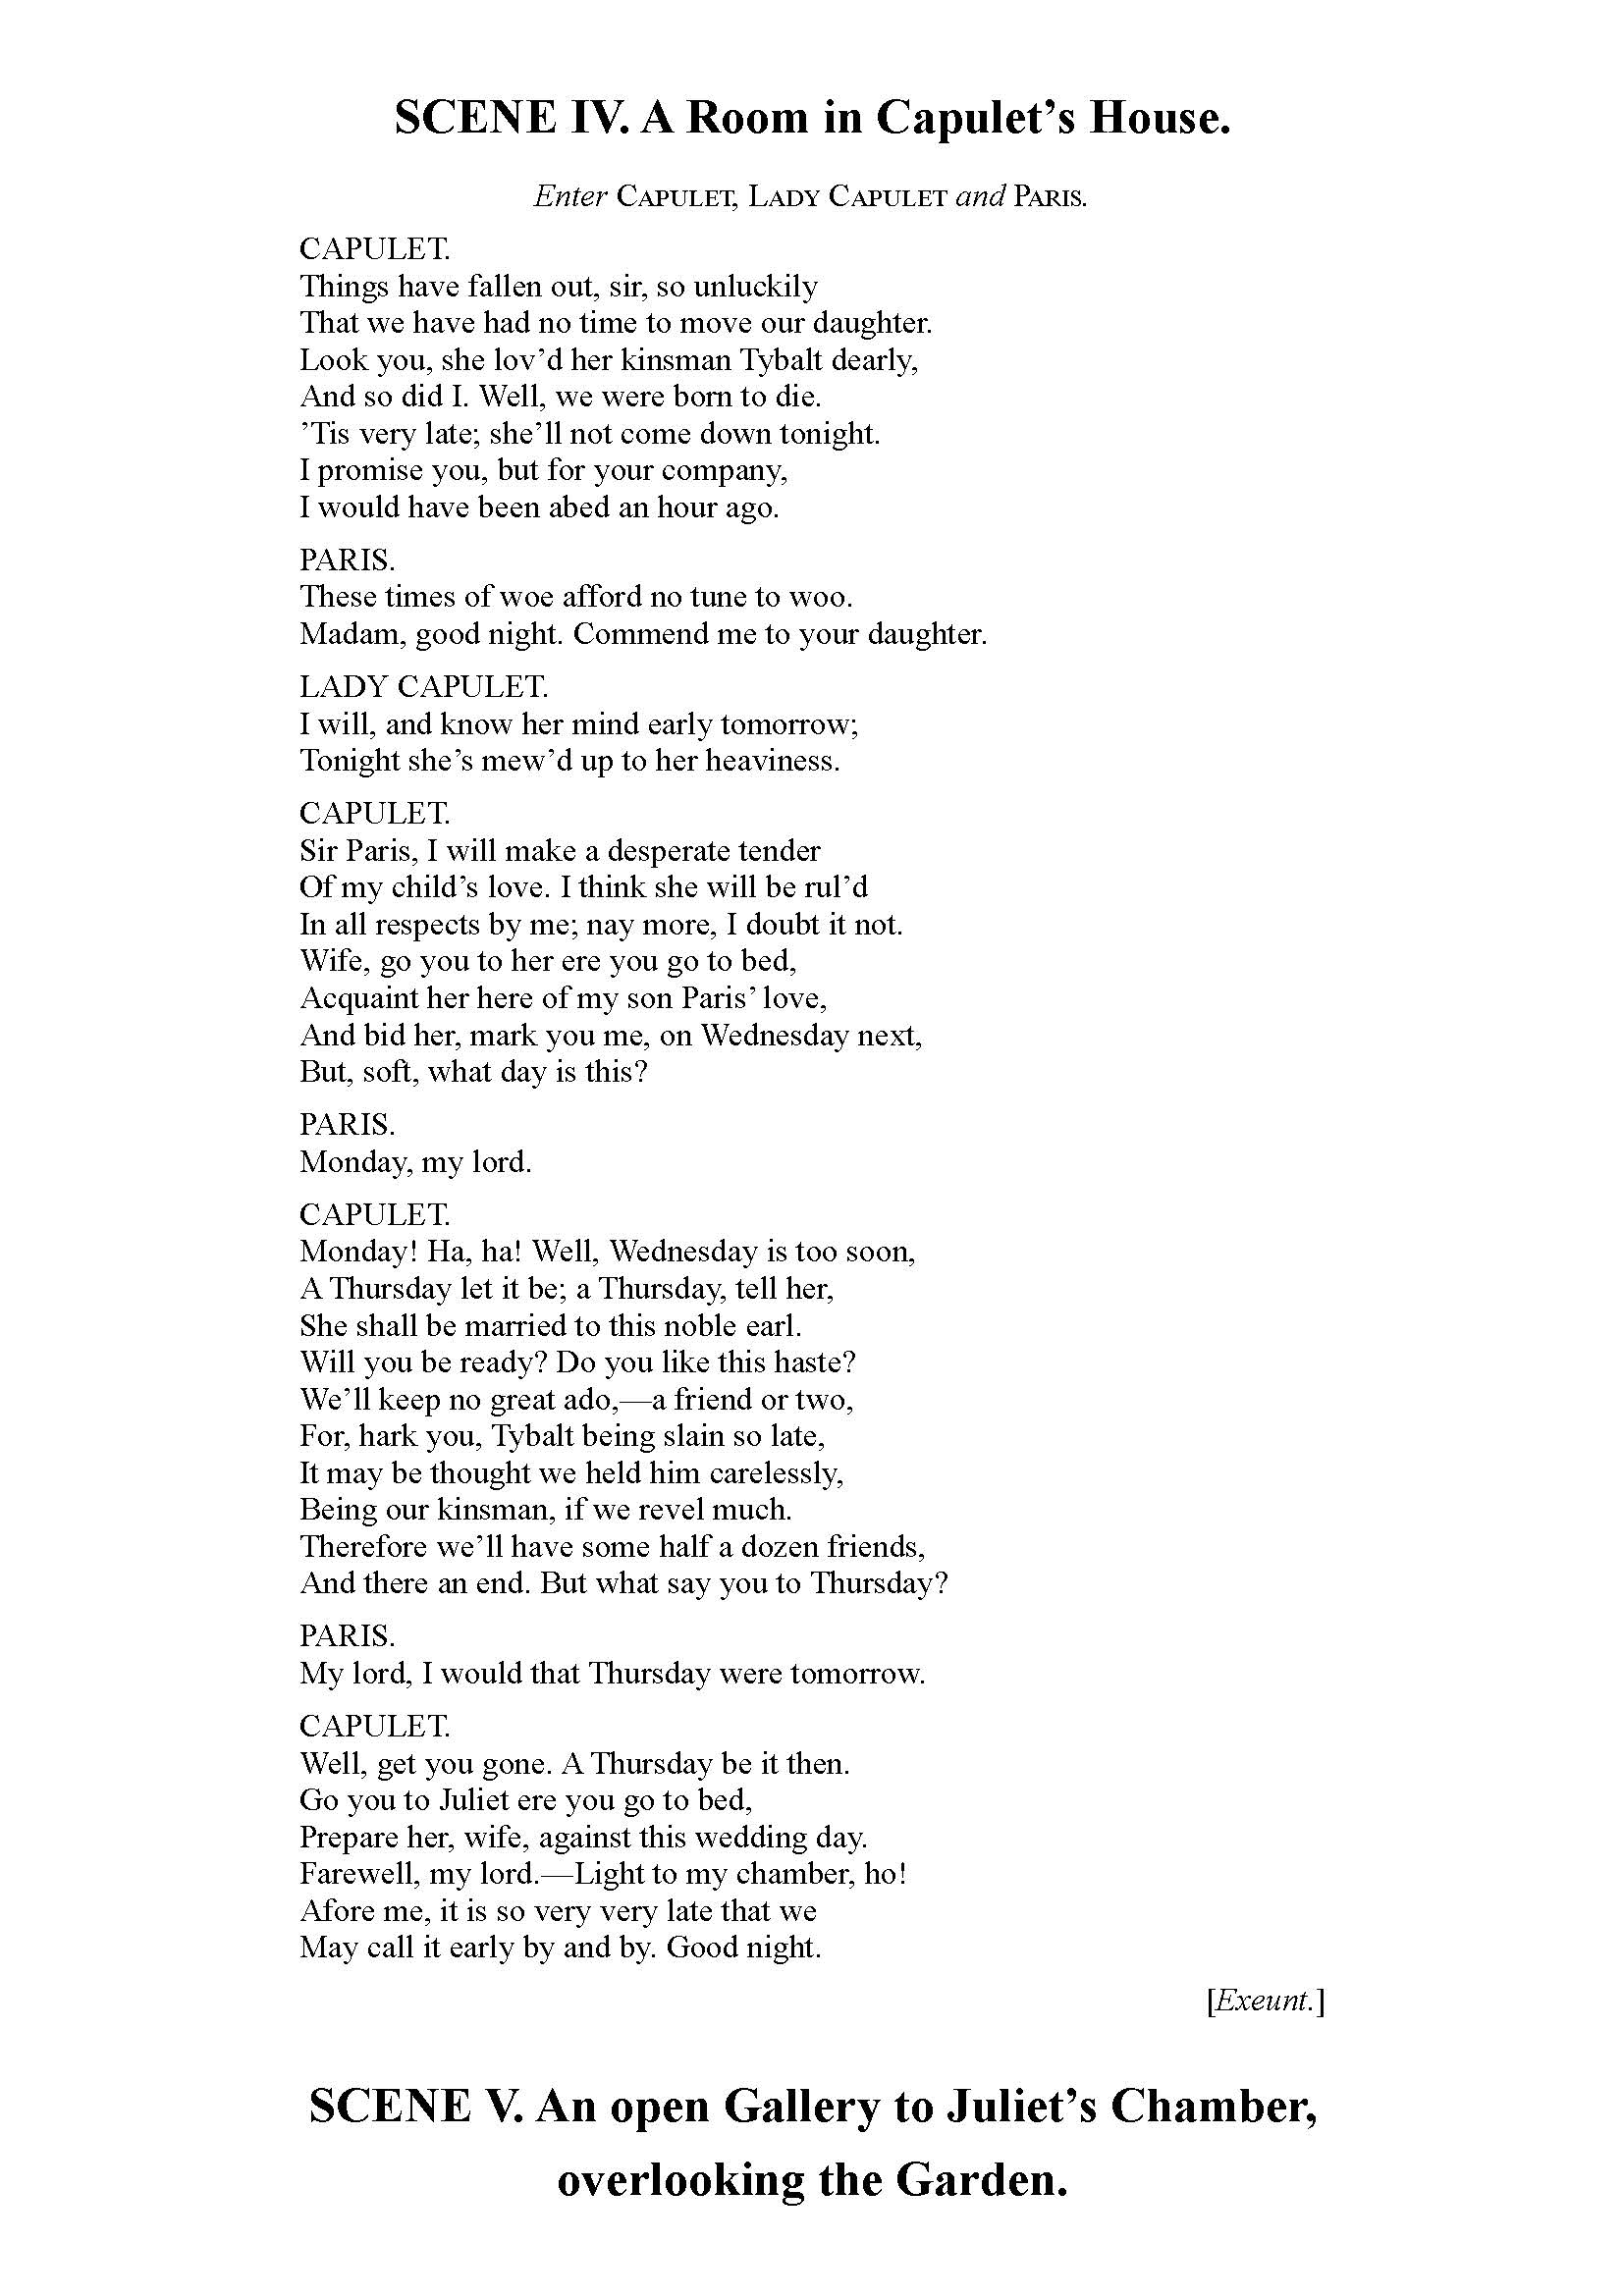 SCENE IV. A Room in Capulet’s House.
Enter Capulet, Lady Capulet and Paris.
CAPULET.
Things have fallen out, sir, so unluckily
That we have had no time to move our daughter.
Look you, she lov’d her kinsman Tybalt dearly,
And so did I. Well, we were born to die.
’Tis very late; she’ll not come down tonight.
I promise you, but for your company,
I would have been abed an hour ago.
PARIS.
These times of woe afford no tune to woo.
Madam, good night. Commend me to your daughter.
LADY CAPULET.
I will, and know her mind early tomorrow;
Tonight she’s mew’d up to her heaviness.
CAPULET.
Sir Paris, I will make a desperate tender
Of my child’s love. I think she will be rul’d
In all respects by me; nay more, I doubt it not.
Wife, go you to her ere you go to bed,
Acquaint her here of my son Paris’ love,
And bid her, mark you me, on Wednesday next,
But, soft, what day is this?
PARIS.
Monday, my lord.
CAPULET.
Monday! Ha, ha! Well, Wednesday is too soon,
A Thursday let it be; a Thursday, tell her,
She shall be married to this noble earl.
Will you be ready? Do you like this haste?
We’ll keep no great ado,—a friend or two,
For, hark you, Tybalt being slain so late,
It may be thought we held him carelessly,
Being our kinsman, if we revel much.
Therefore we’ll have some half a dozen friends,
And there an end. But what say you to Thursday?
PARIS.
My lord, I would that Thursday were tomorrow.
CAPULET.
Well, get you gone. A Thursday be it then.
Go you to Juliet ere you go to bed,
Prepare her, wife, against this wedding day.
Farewell, my lord.—Light to my chamber, ho!
Afore me, it is so very very late that we
May call it early by and by. Good night.
[Exeunt.]
SCENE V. An open Gallery to Juliet’s Chamber,
overlooking the Garden.